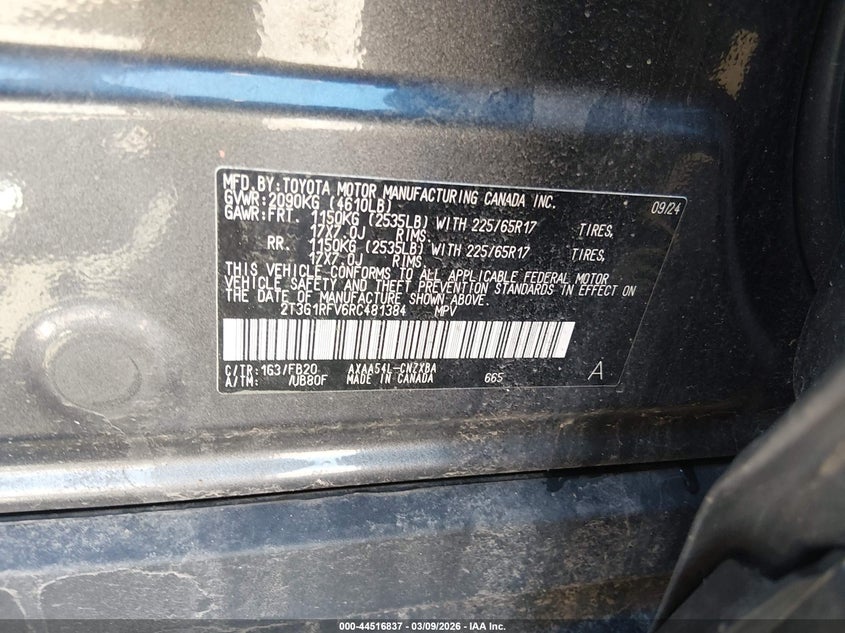 MFD. BY: TOYOTA MOTOR MANUFACTURING CANADA INC.
GVWR: 2090KG (4610LB) 09/24
GAWR: FRT. 1150KG (2535LB) WITH 225/65R17 TIRES,
17X7.0J RIMS
RR. 1150KG (2535LB) WITH 225/65R17 TIRES,
17X7.0J RIMS
THIS VEHICLE CONFORMS TO ALL APPLICABLE FEDERAL MOTOR
VEHICLE SAFETY AND THEFT PREVENTION STANDARDS IN EFFECT ON
THE DATE OF MANUFACTURE SHOWN ABOVE.
2T3G1RFV6RC481384 MPV
C/TR: 1G3/FB20 AXAA54L-CNZXBA
A/TM: /UB80F MADE IN CANADA 665 A
000-44516837 - 03/09/2026 - IAA Inc.